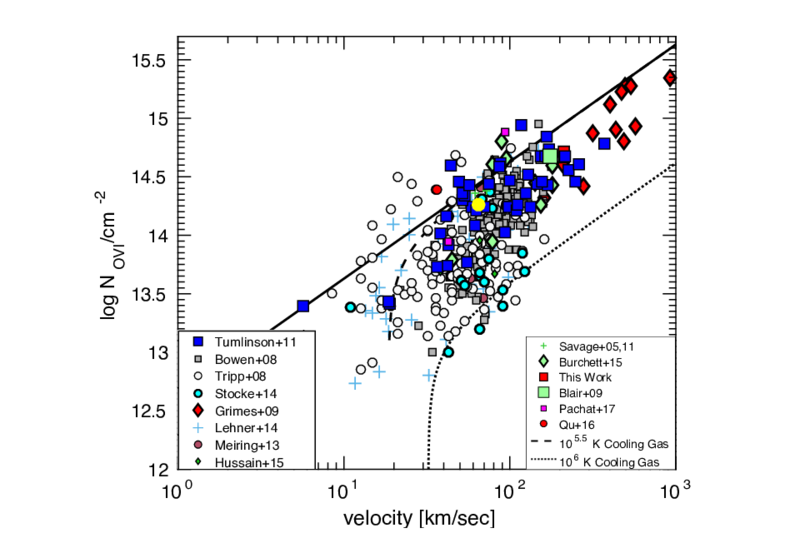 15.5
15
14.5
14
13.5
13
12.5
12
log N OVI/cm -2
Tumlinson+11
Bowen+08
Tripp+08
Stocke+14
Grimes+09
Lehner+14
Meiring+13
Hussain+15
Savage+05,11
Burchett+15
This Work
Blair+09
Pachat+17
Qu+16
10 5.5 K Cooling Gas
10 6 K Cooling Gas
10 0 10 1 10 2 10 3
velocity [km/sec]